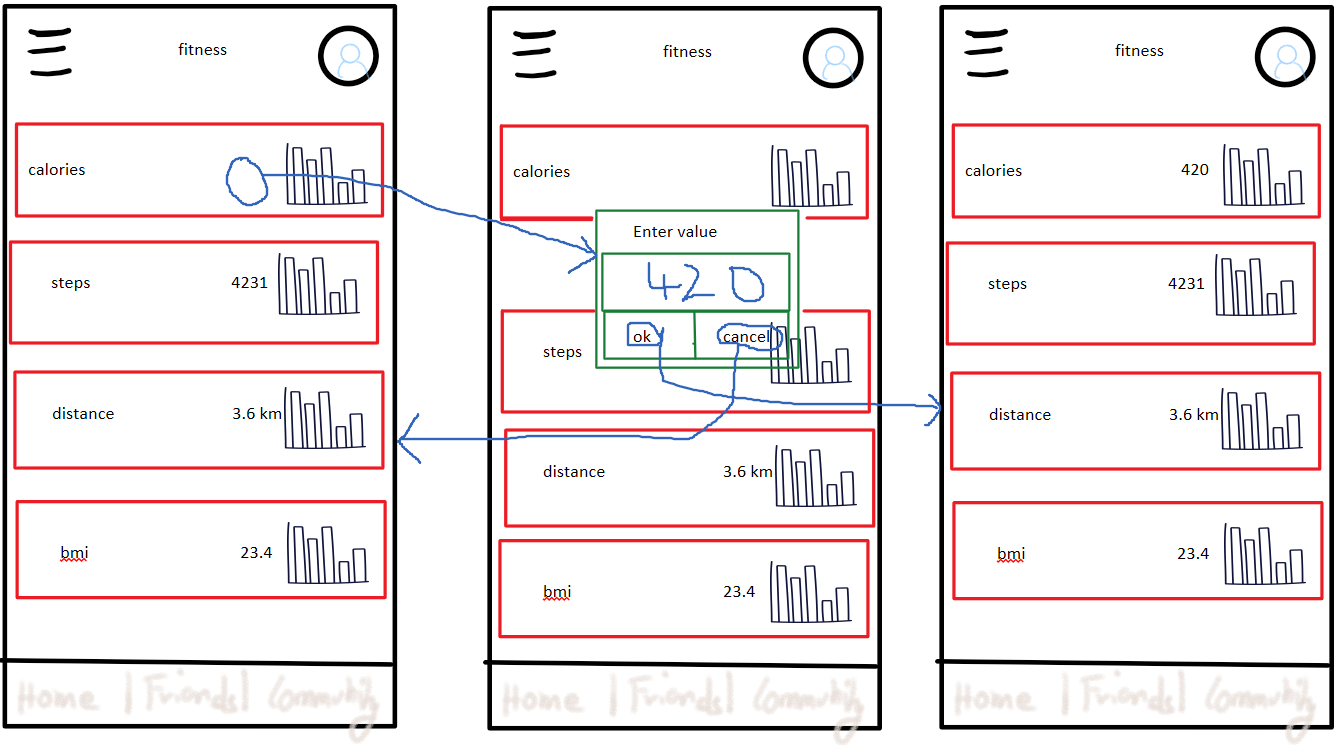 fitness
calories
steps 4231
distance 3.6 km
bmi 23.4
Home | Friends | Community
fitness
calories
Enter value
420
ok cancel
steps
distance 3.6 km
bmi 23.4
Home | Friends | Community
fitness
calories 420
steps 4231
distance 3.6 km
bmi 23.4
Home | Friends | Community